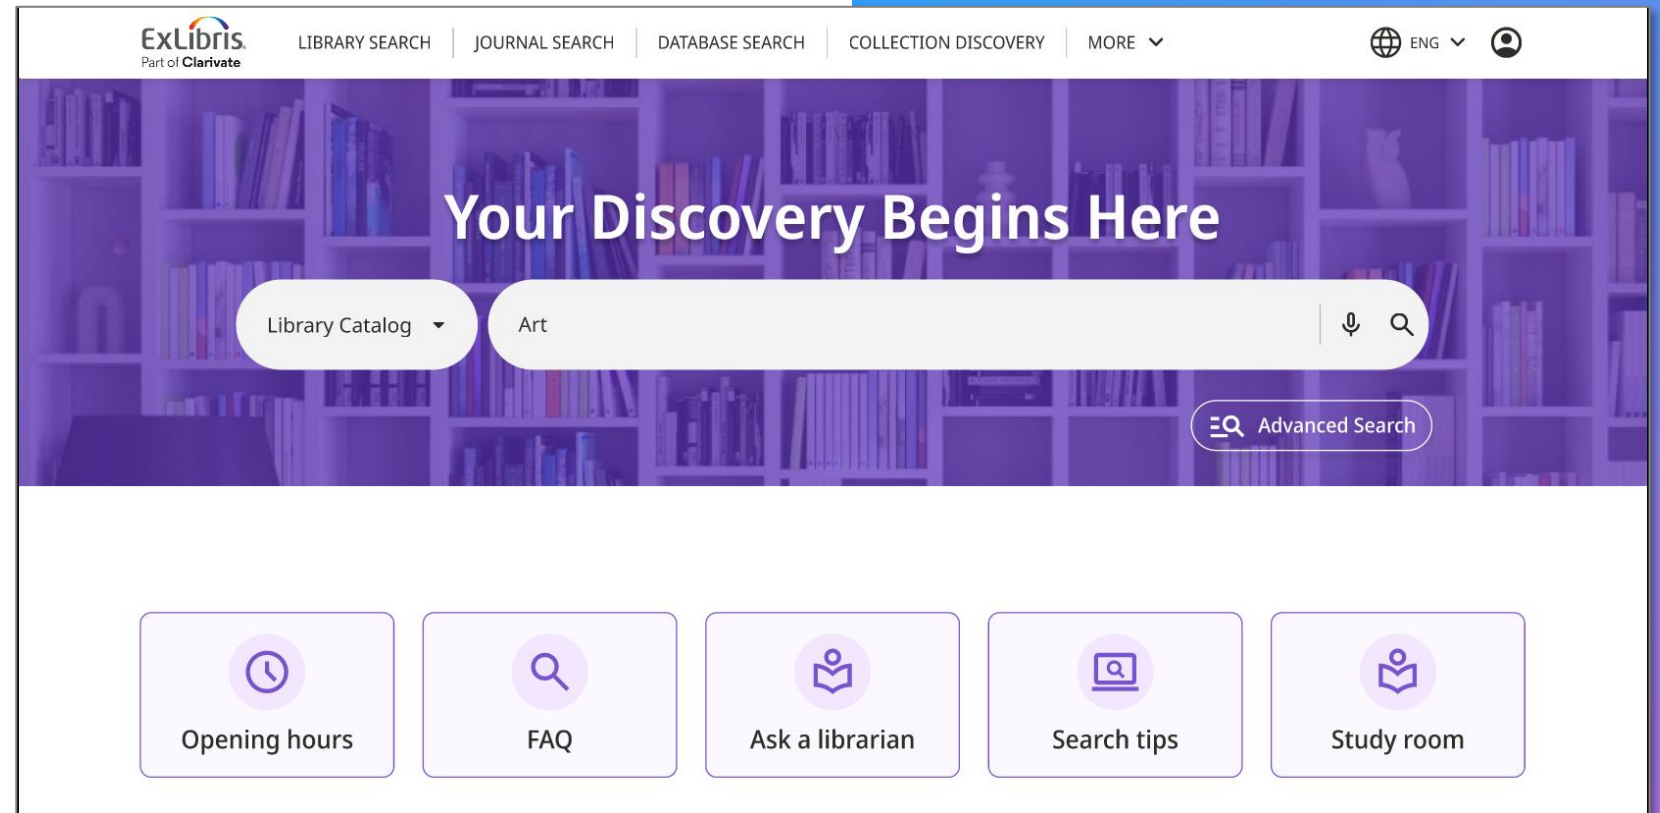 ExLibris.
Part of Clarivate
LIBRARY SEARCH
JOURNAL SEARCH
DATABASE SEARCH
COLLECTION DISCOVERY
MORE
ENG
Your Discovery Begins Here
Library Catalog
Art
Advanced Search
Opening hours
FAQ
Ask a librarian
Search tips
Study room